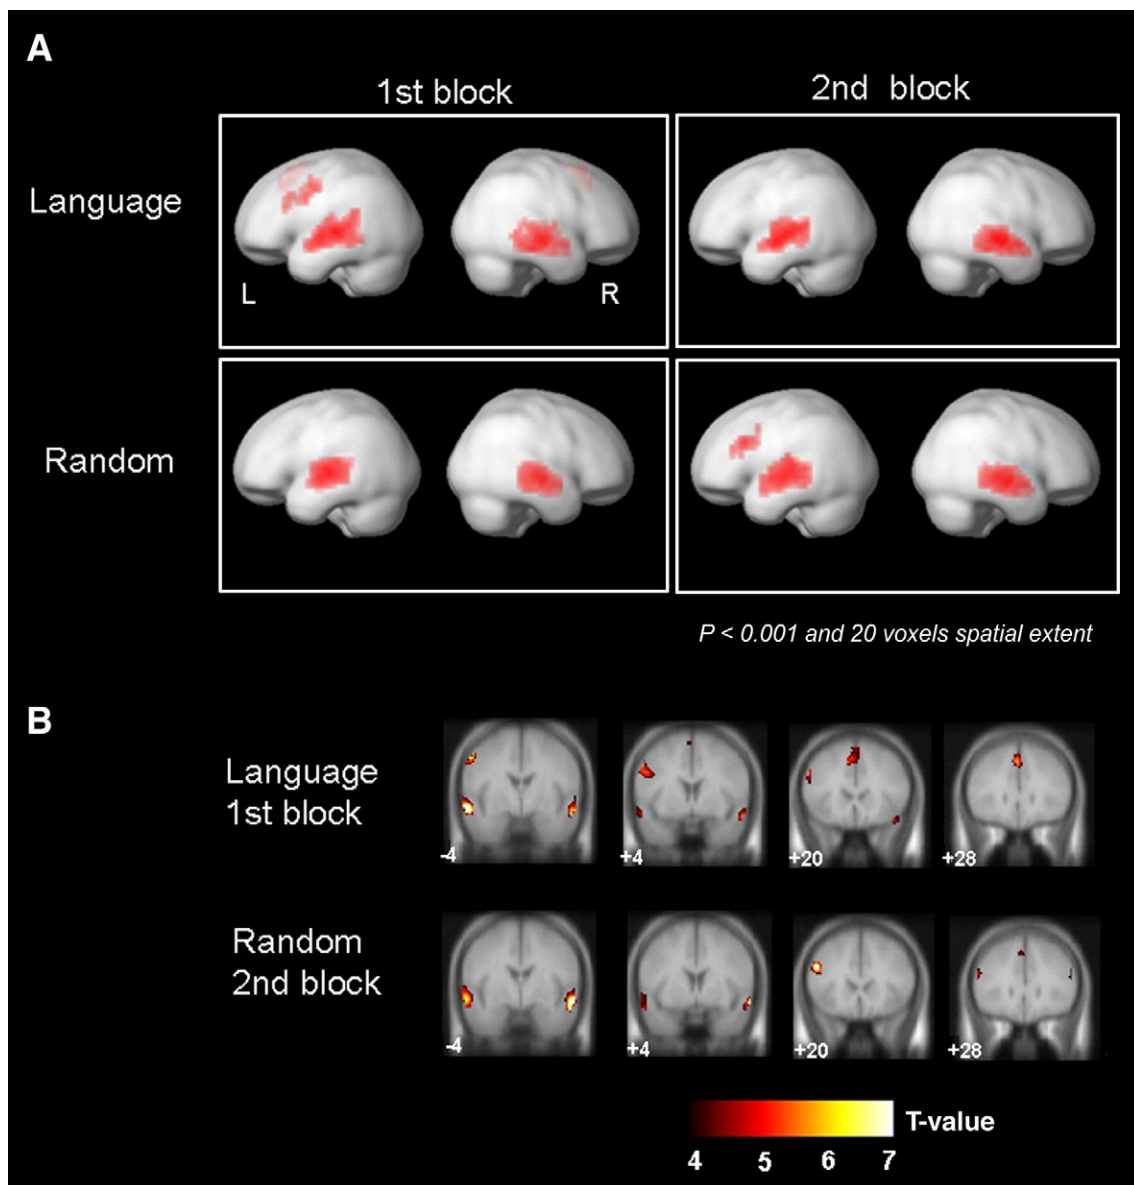 A
1st block
2nd block
Language
L
R
Random
P < 0.001 and 20 voxels spatial extent
B
Language
1st block
-4
+4
+20
+28
Random
2nd block
-4
+4
+20
+28
T-value
4 5 6 7